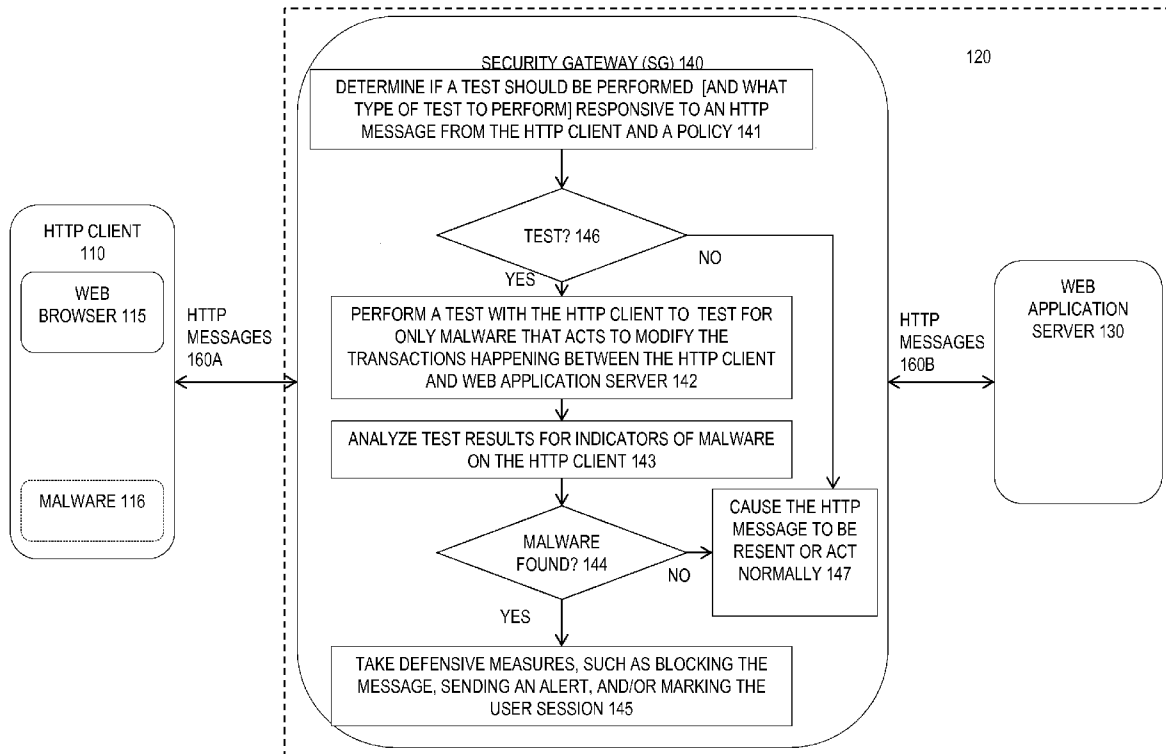 SECURITY GATEWAY (SG) 140
120
DETERMINE IF A TEST SHOULD BE PERFORMED [AND WHAT
TYPE OF TEST TO PERFORM] RESPONSIVE TO AN HTTP
MESSAGE FROM THE HTTP CLIENT AND A POLICY 141
TEST? 146
NO
YES
HTTP CLIENT
110
WEB
BROWSER 115
MALWARE 116
HTTP
MESSAGES
160A
PERFORM A TEST WITH THE HTTP CLIENT TO TEST FOR
ONLY MALWARE THAT ACTS TO MODIFY THE
TRANSACTIONS HAPPENING BETWEEN THE HTTP CLIENT
AND WEB APPLICATION SERVER 142
ANALYZE TEST RESULTS FOR INDICATORS OF MALWARE
ON THE HTTP CLIENT 143
MALWARE
FOUND? 144
NO
YES
CAUSE THE HTTP
MESSAGE TO BE
RESENT OR ACT
NORMALLY 147
TAKE DEFENSIVE MEASURES, SUCH AS BLOCKING THE
MESSAGE, SENDING AN ALERT, AND/OR MARKING THE
USER SESSION 145
HTTP
MESSAGES
160B
WEB
APPLICATION
SERVER 130